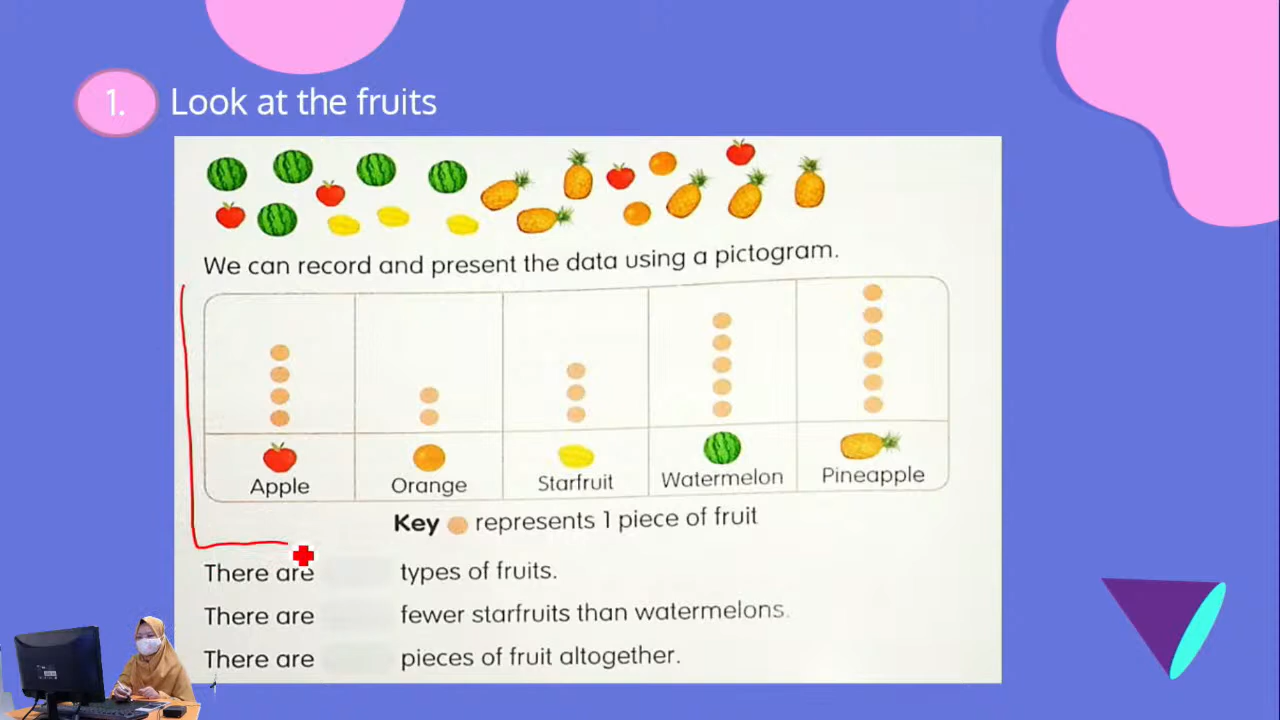 1. Look at the fruits
We can record and present the data using a pictogram.
Apple Orange Starfruit Watermelon Pineapple
Key represents 1 piece of fruit
There are types of fruits.
There are fewer starfruits than watermelons.
There are pieces of fruit altogether.